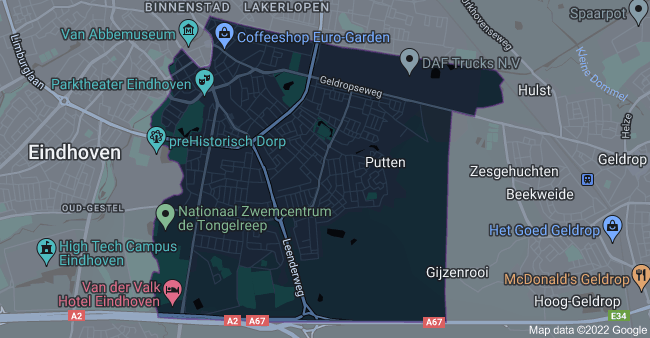 BINNENSTAD
LAKERLOPEN
Van Abbemuseum
Coffeeshop Euro-Garden
Limburglaan
Spaarpot
Parktheater Eindhoven
DAF Trucks N.V
Geldropseweg
Kleine Dommel
Hulst
Heize
preHistorisch Dorp
Eindhoven
Putten
Geldrop
Zesgehuchten
Beekweide
OUD-GESTEL
Nationaal Zwemcentrum
de Tongelreep
Het Goed Geldrop
High Tech Campus
Eindhoven
Leenderweg
Gijzenrooi
Van der Valk
Hotel Eindhoven
McDonald's Geldrop
Hoog-Geldrop
A2
A2
A67
A67
E34
Map data ©2022 Google